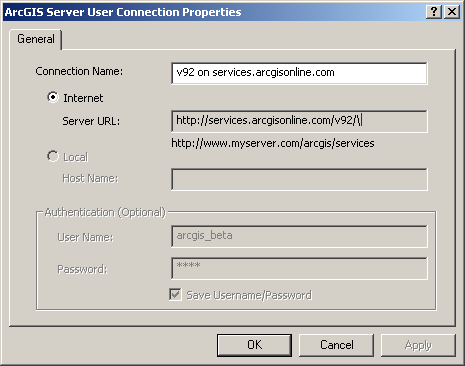 ArcGIS Server User Connection Properties
General
Connection Name: v92 on services.arcgisonline.com
Internet
Server URL: http://services.arcgisonline.com/v92/\
http://www.myserver.com/arcgis/services
Local
Host Name:
Authentication (Optional)
User Name: arcgis_beta
Password: ****
Save Username/Password
OK Cancel Apply